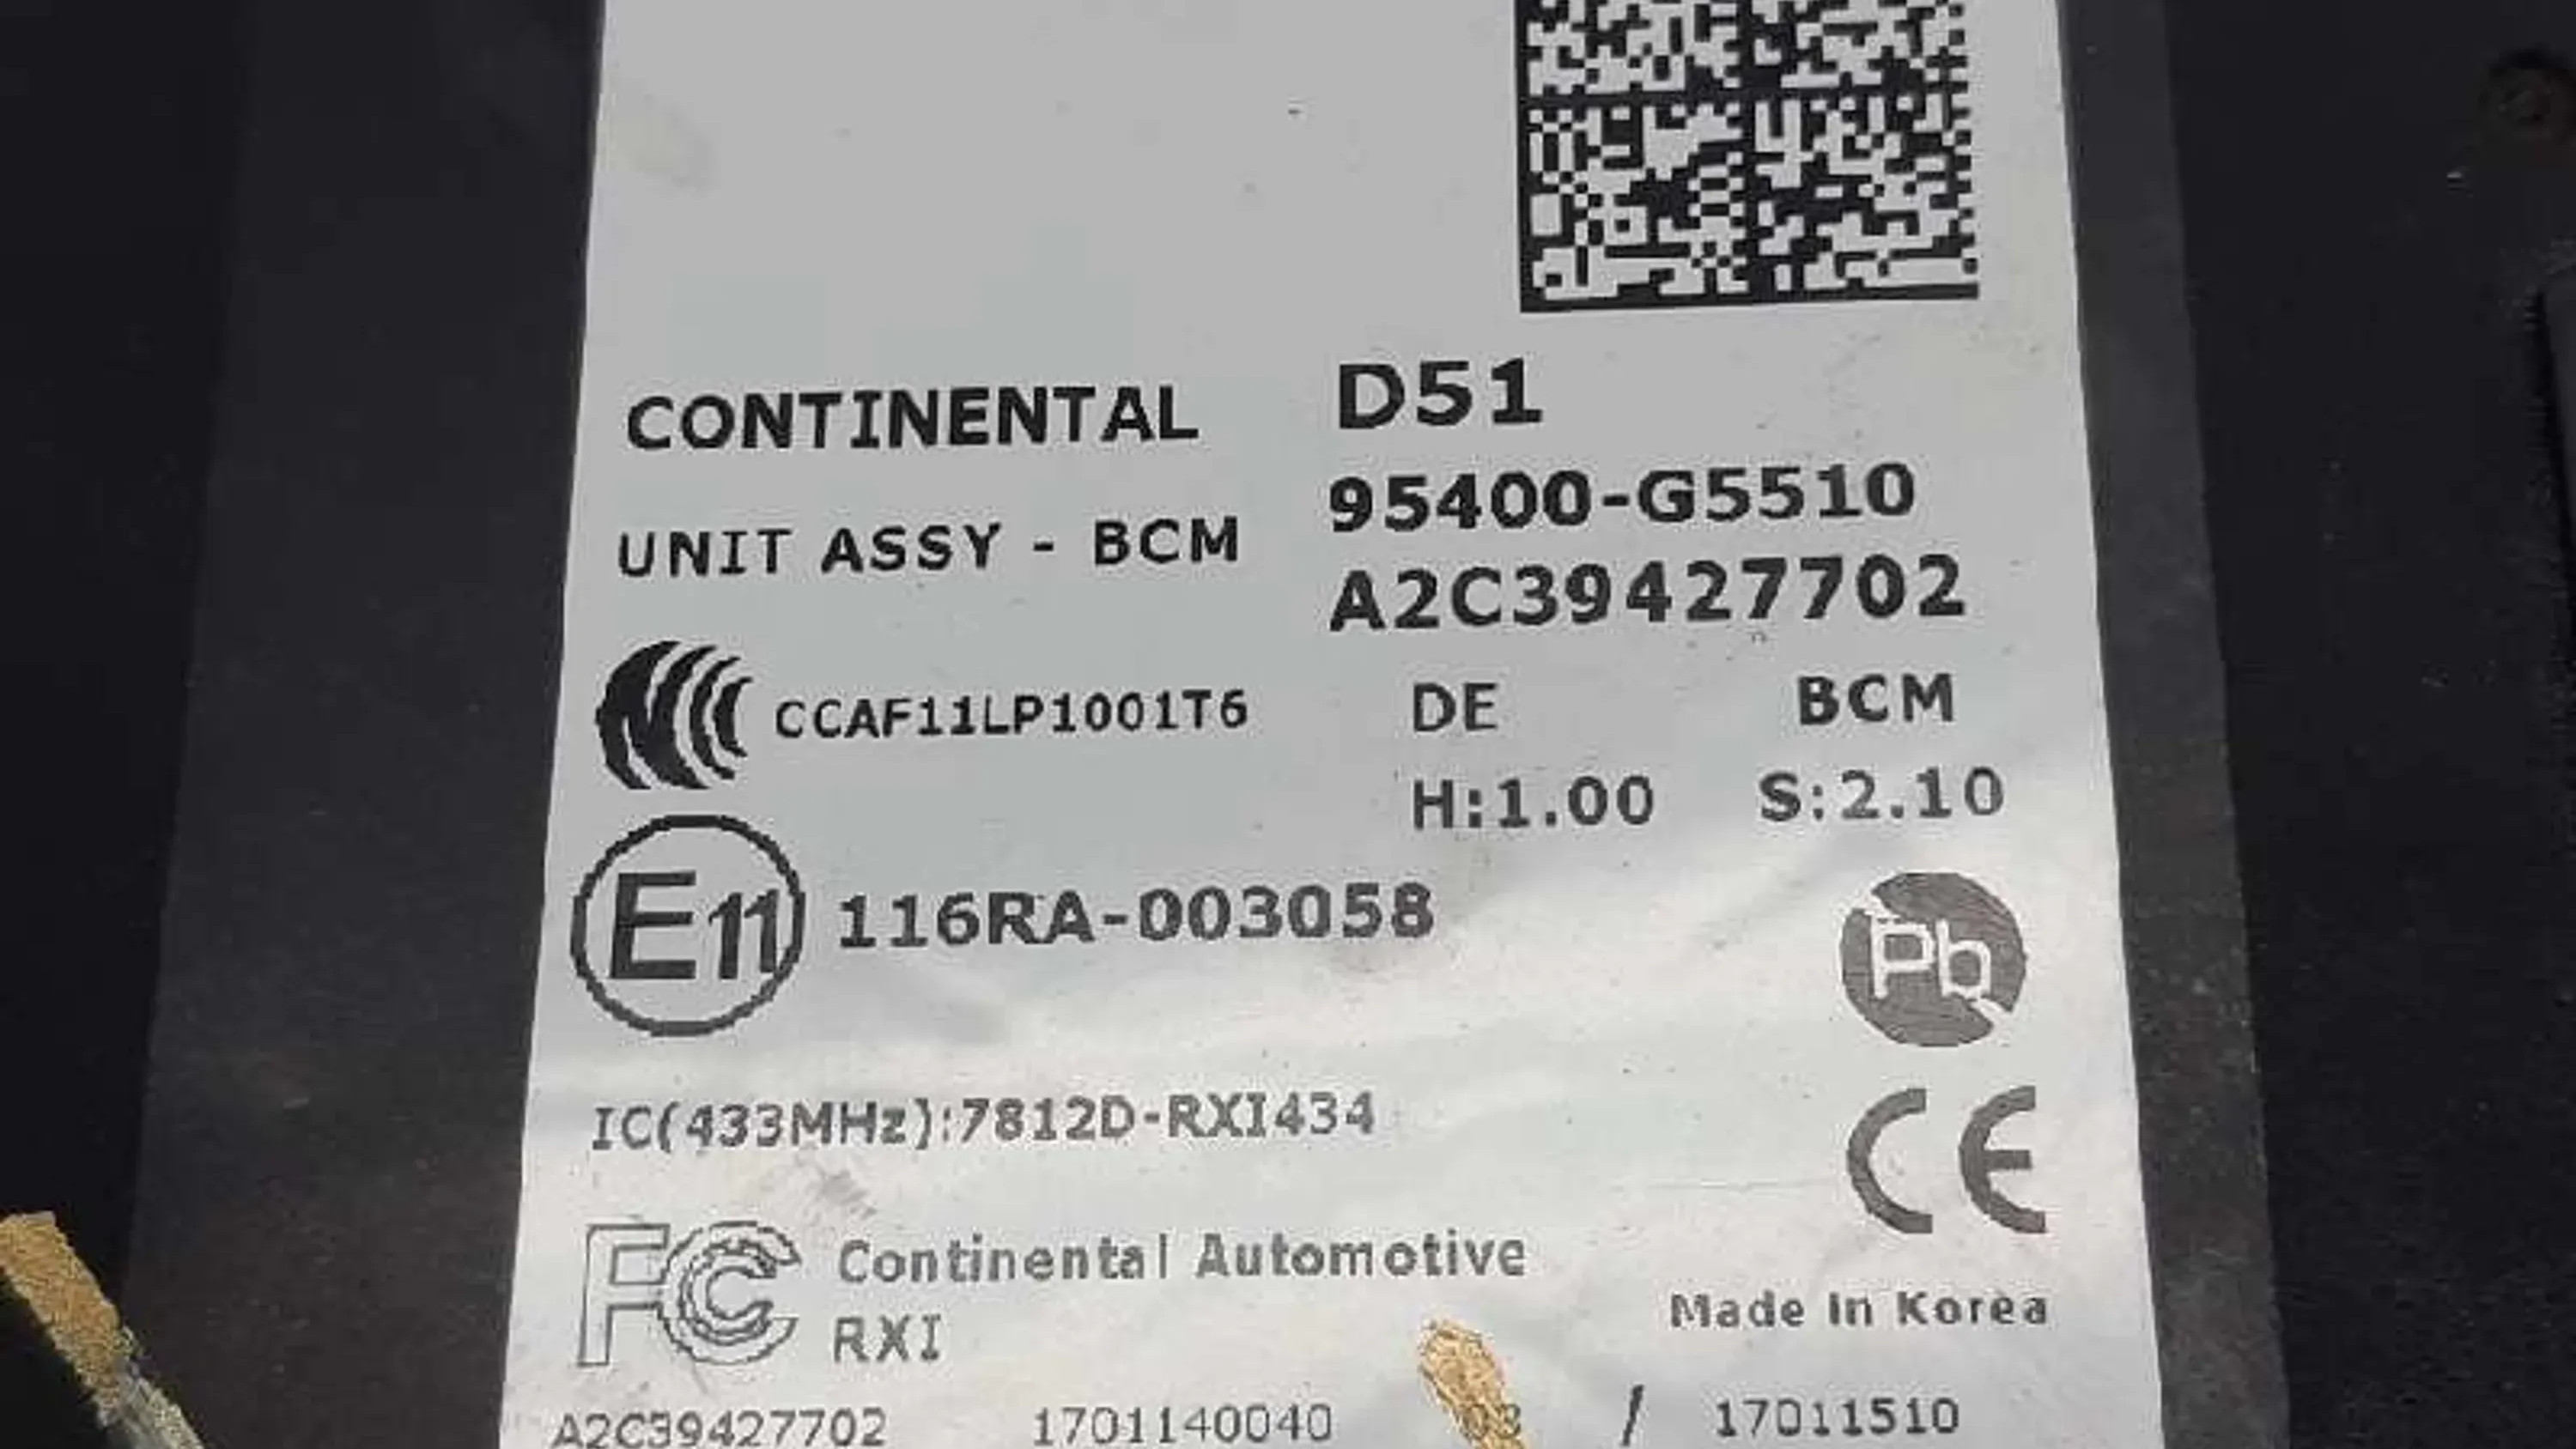 CONTINENTAL D51
95400-G5510
UNIT ASSY - BCM
A2C39427702
CCAF11LP1001T6 DE BCM
H:1.00 S:2.10
E11 116RA-003058
Pb
IC(433MHz):7812D-RXI434
CE
FC Continental Automotive
RXI
Made in Korea
A2C39427702 1701140040 / 17011510